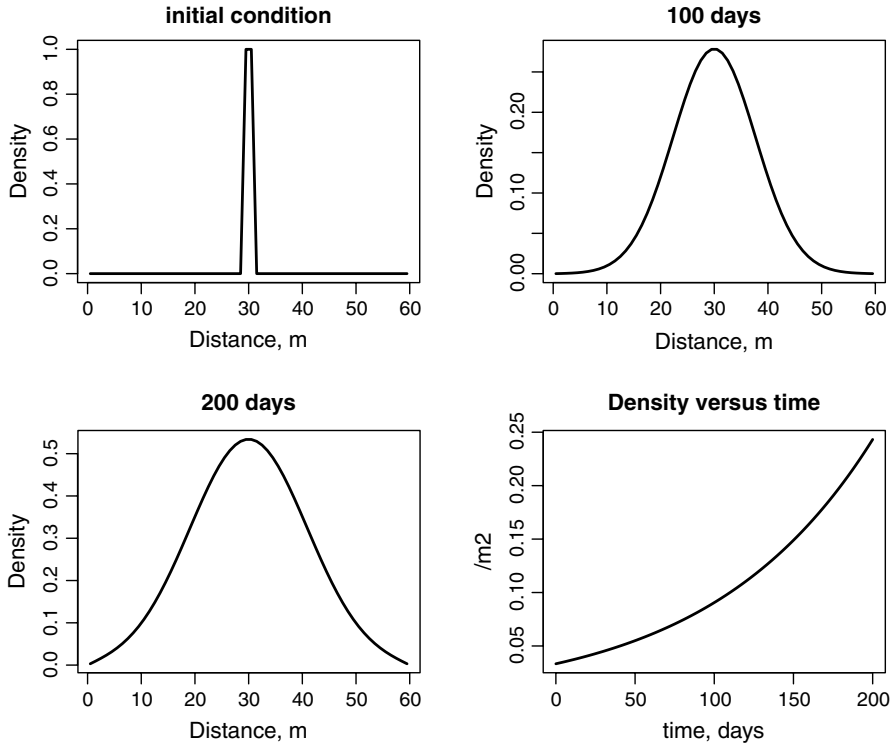 initial condition
Density
0.0 0.2 0.4 0.6 0.8 1.0
0 10 20 30 40 50 60
Distance, m
100 days
Density
0.00 0.10 0.20
0 10 20 30 40 50 60
Distance, m
200 days
Density
0.0 0.1 0.2 0.3 0.4 0.5
0 10 20 30 40 50 60
Distance, m
Density versus time
/m2
0.05 0.10 0.15 0.20 0.25
0 50 100 150 200
time, days